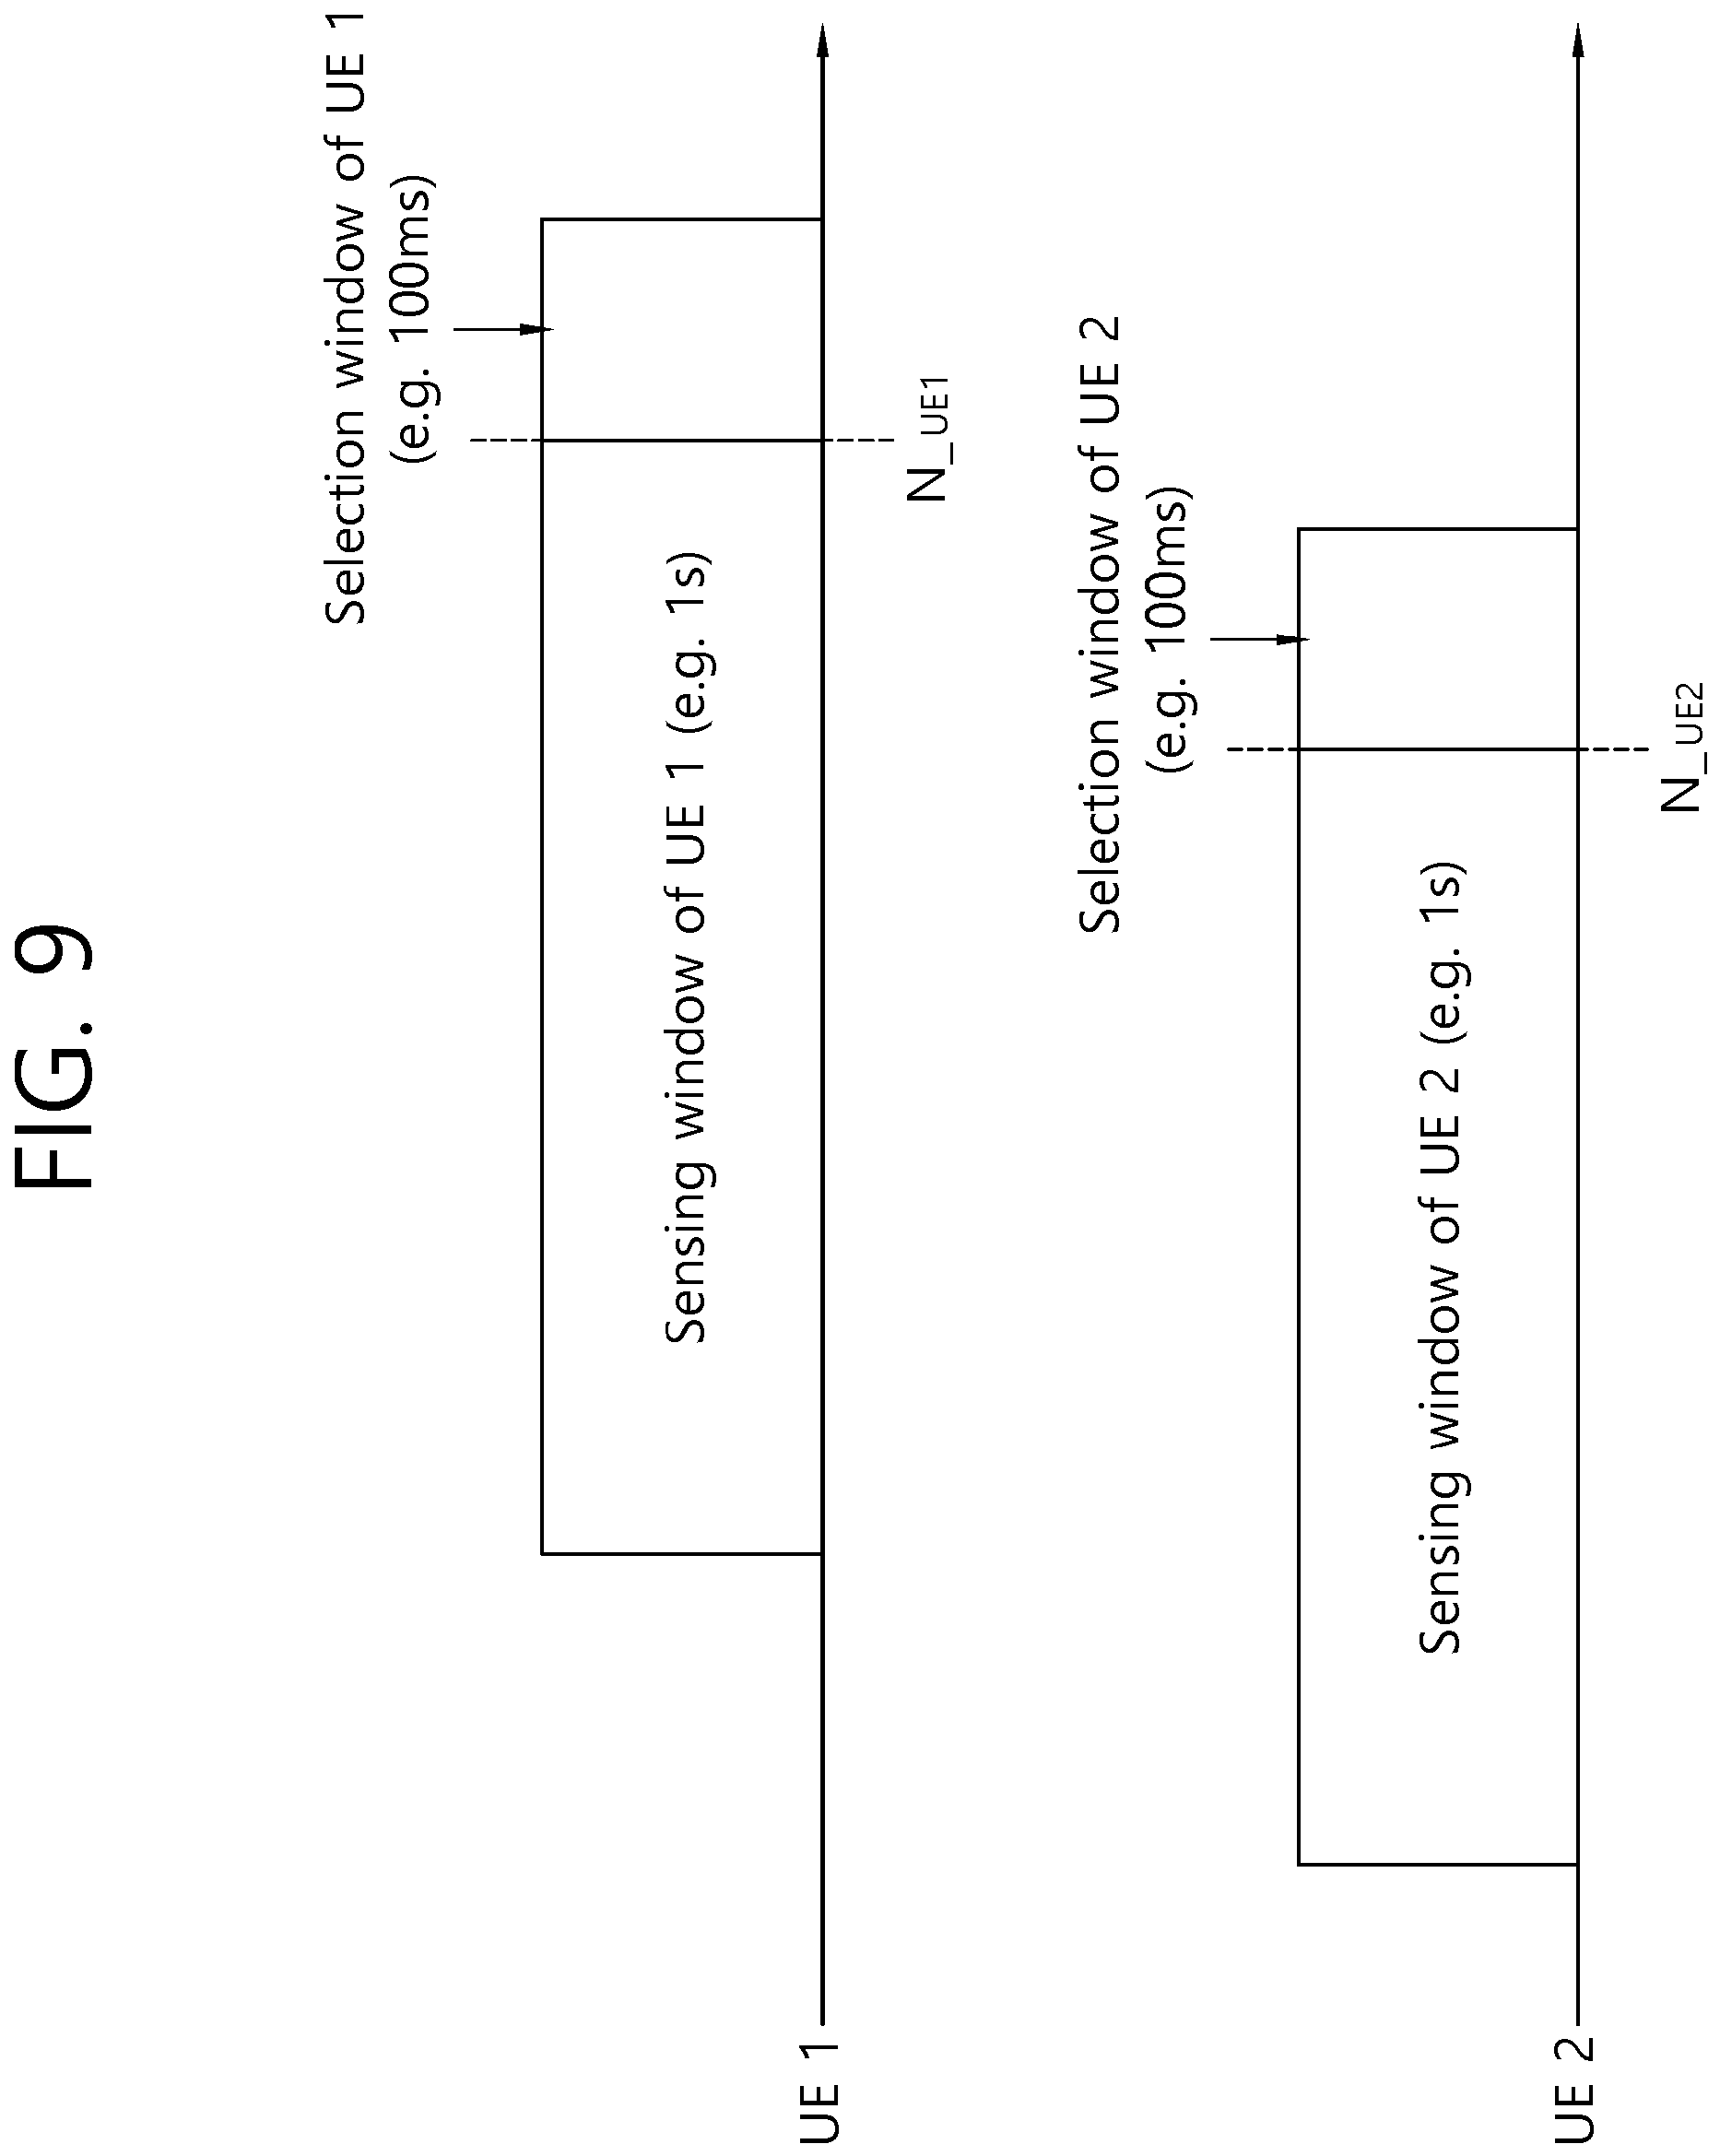 FIG. 9
Selection window of UE 1
(e.g. 100ms)
Sensing window of UE 1 (e.g. 1s)
UE 1
N_UE1
Selection window of UE 2
(e.g. 100ms)
Sensing window of UE 2 (e.g. 1s)
UE 2
N_UE2